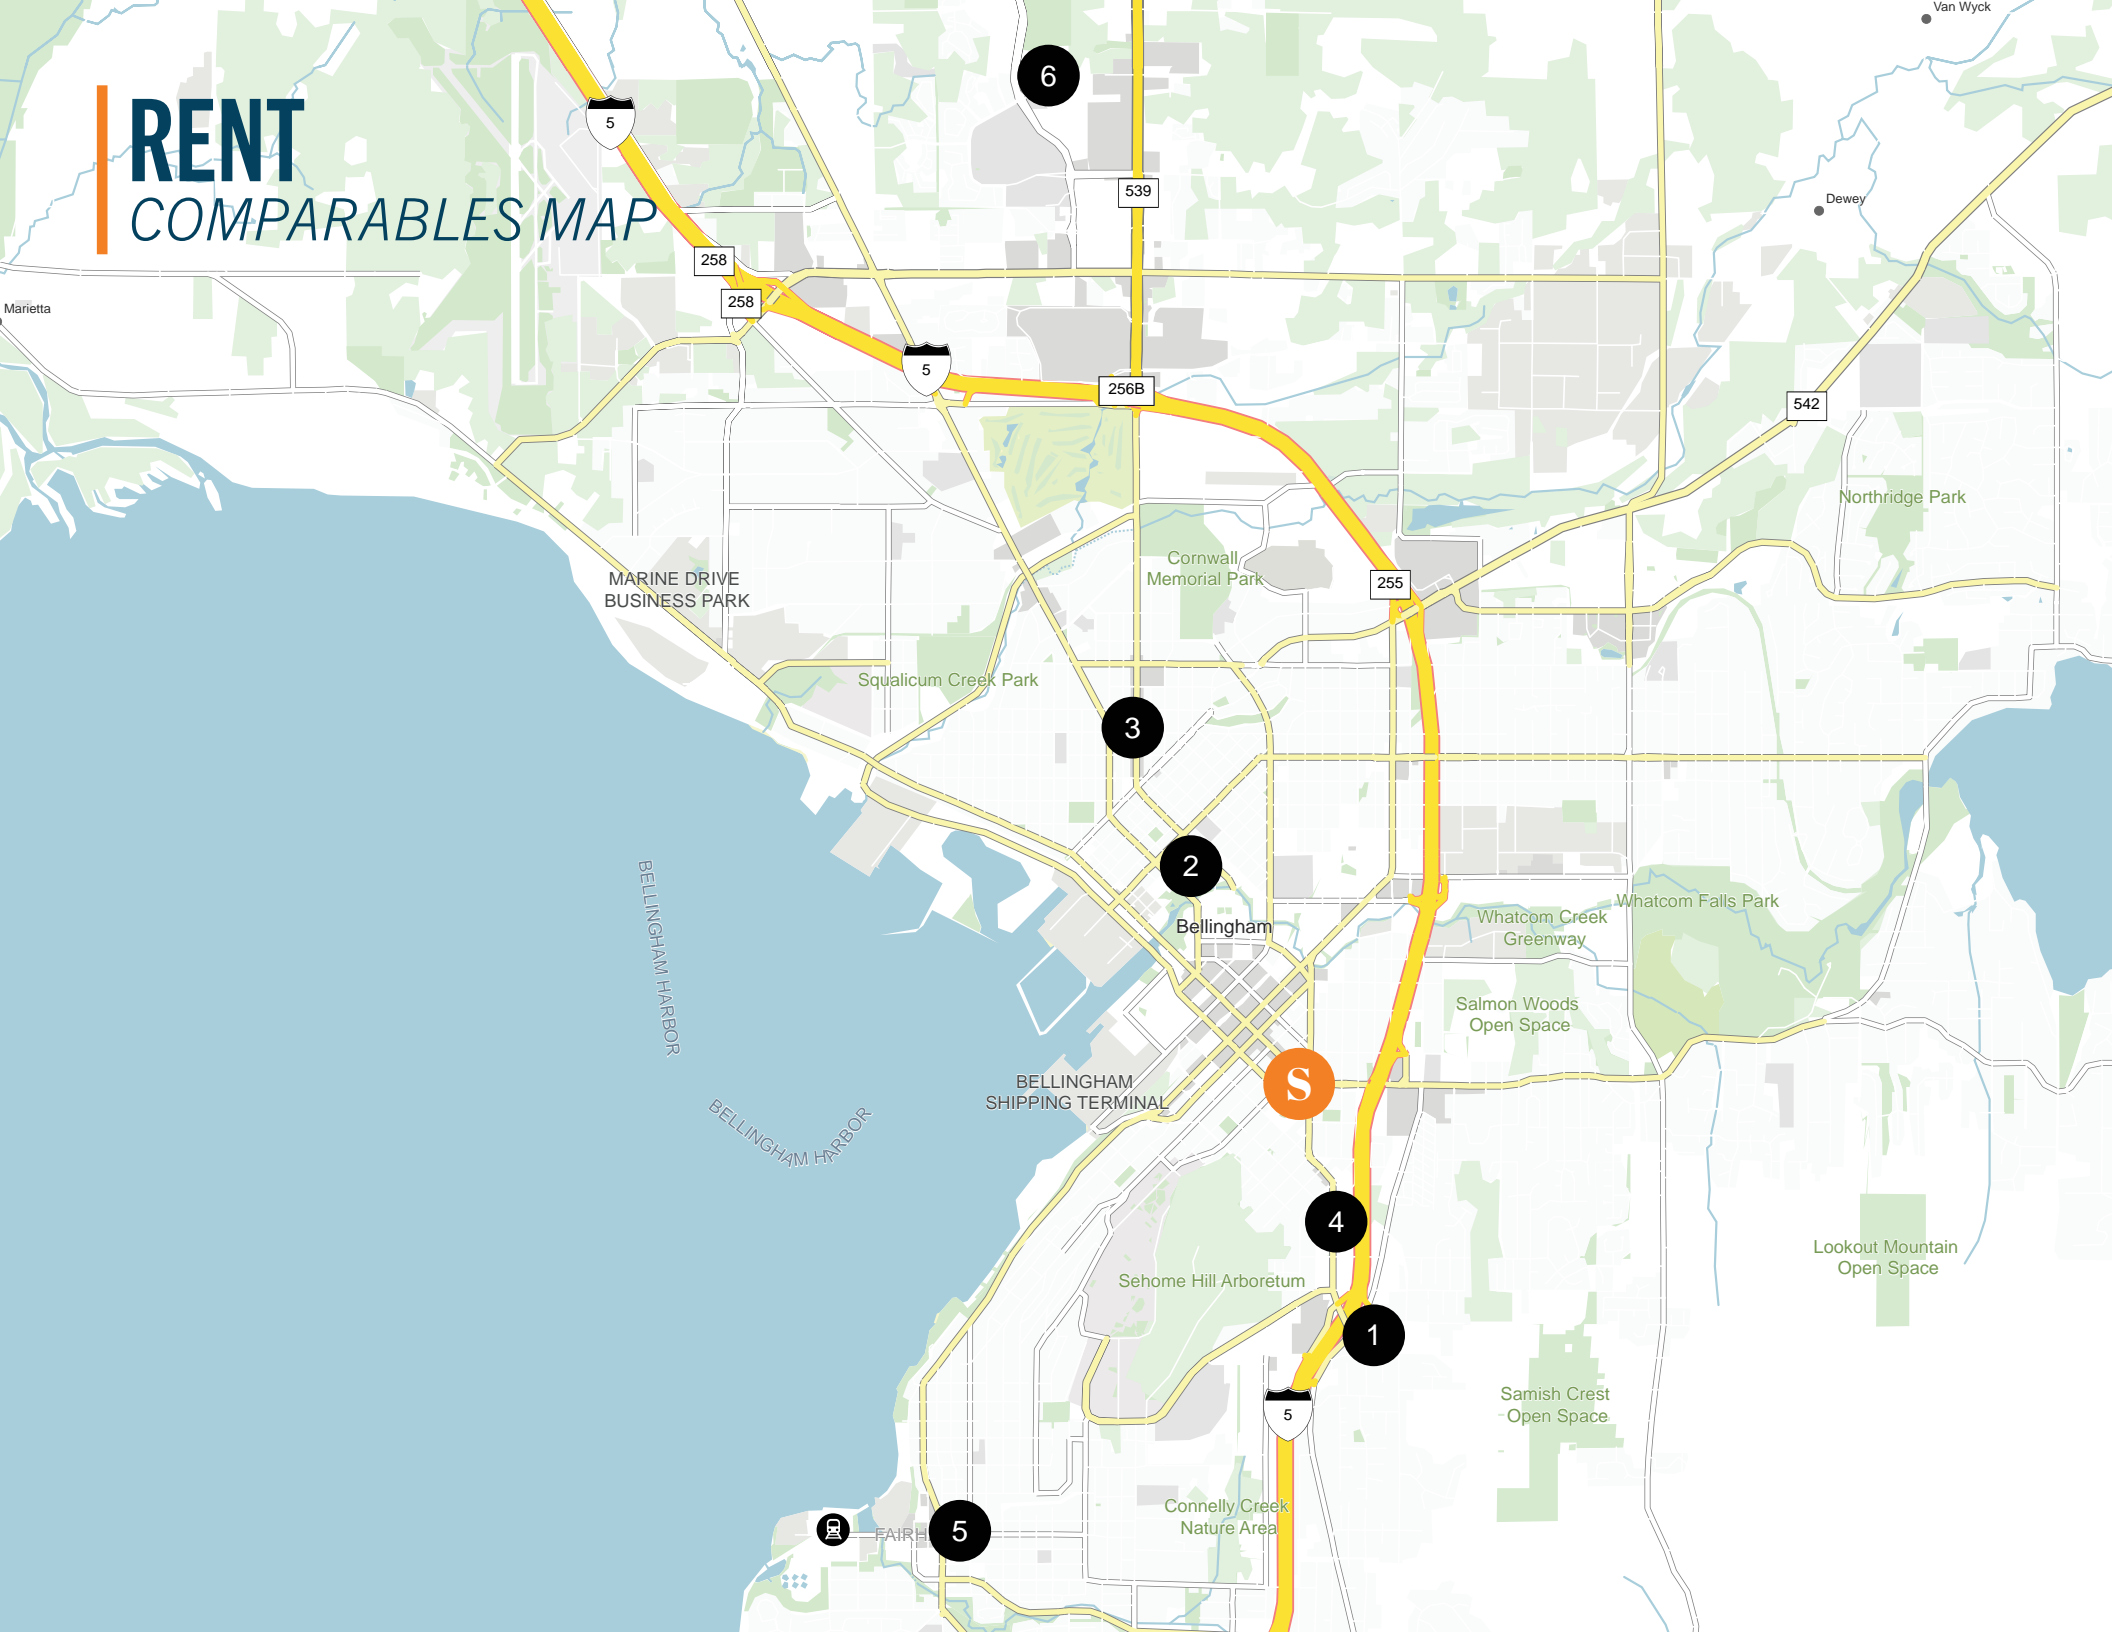 Van Wyck
6
RENT
COMPARABLES MAP
5
539
Dewey
258
258
Marietta
5
256B
542
Northridge Park
Cornwall
Memorial Park
255
MARINE DRIVE
BUSINESS PARK
Squalicum Creek Park
3
2
Bellingham
Whatcom Falls Park
Whatcom Creek
Greenway
BELLINGHAM HARBOR
Salmon Woods
Open Space
S
BELLINGHAM
SHIPPING TERMINAL
BELLINGHAM HARBOR
4
Lookout Mountain
Open Space
Sehome Hill Arboretum
1
Samish Crest
Open Space
5
Connelly Creek
Nature Area
FAIRH
5